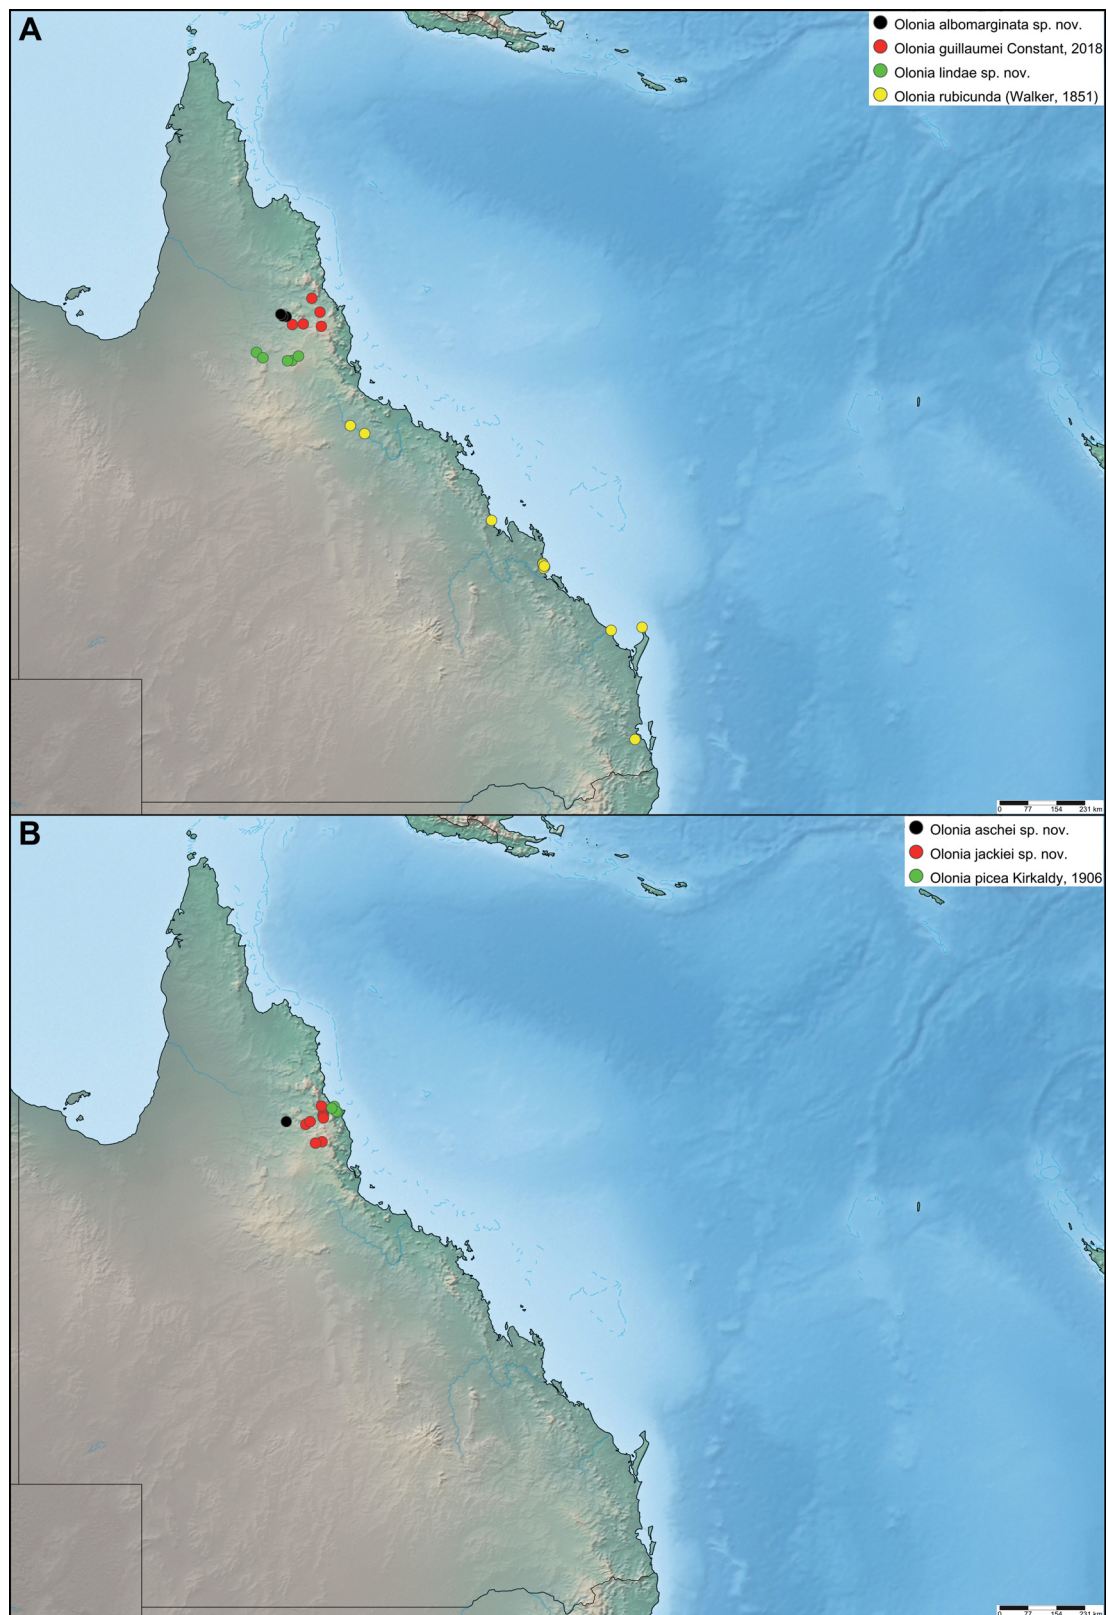 A
Olonia albomarginata sp. nov.
Olonia guillaumei Constant, 2018
Olonia lindae sp. nov.
Olonia rubicunda (Walker, 1851)
0 77 154 231 km
B
Olonia aschei sp. nov.
Olonia jackiei sp. nov.
Olonia picea Kirkaldy, 1906
0 77 154 231 km